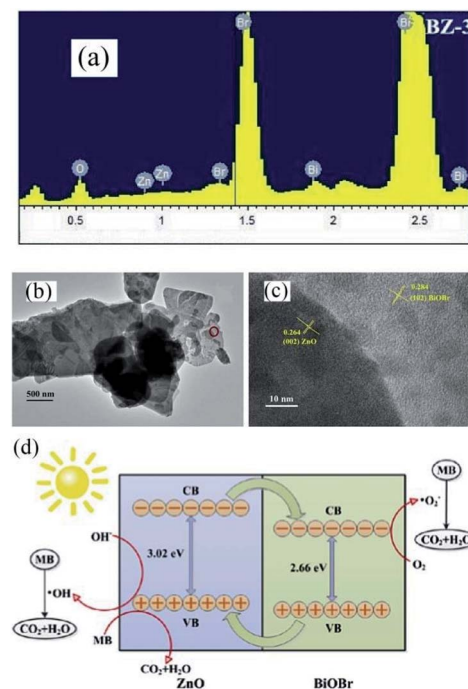 (a)
BZ-3
Br
Bi
O
Zn
Zn
Br
Bi
Bi
0.5
1
1.5
2
2.5
(b)
500 nm
(c)
0.284
(102) BiOBr
0.264
(002) ZnO
10 nm
(d)
CB
OH⁻
3.02 eV
VB
MB
•OH
CO₂+H₂O
MB
CO₂+H₂O
ZnO
CB
2.66 eV
VB
BiOBr
•O₂⁻
O₂
MB
CO₂+H₂O